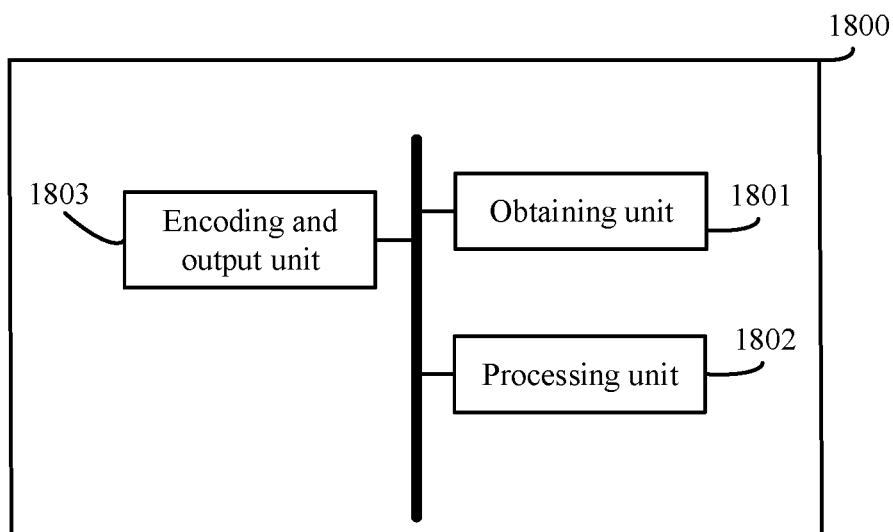 1800
1803
Encoding and
output unit
Obtaining unit
1801
Processing unit
1802